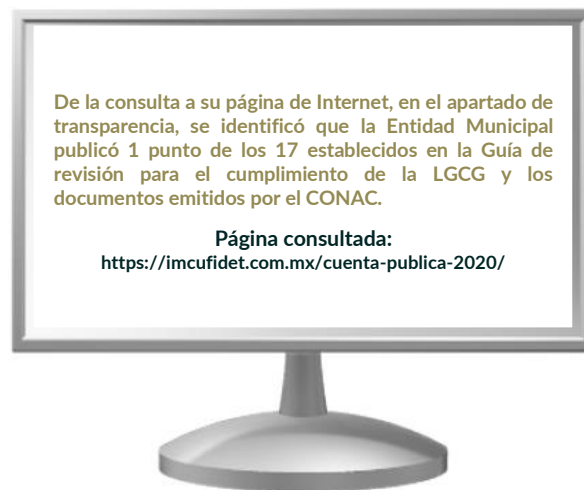 De la consulta a su página de Internet, en el apartado de
transparencia, se identificó que la Entidad Municipal
publicó 1 punto de los 17 establecidos en la Guía de
revisión para el cumplimiento de la LGCG y los
documentos emitidos por el CONAC.
Página consultada:
https://imcufidet.com.mx/cuenta-publica-2020/